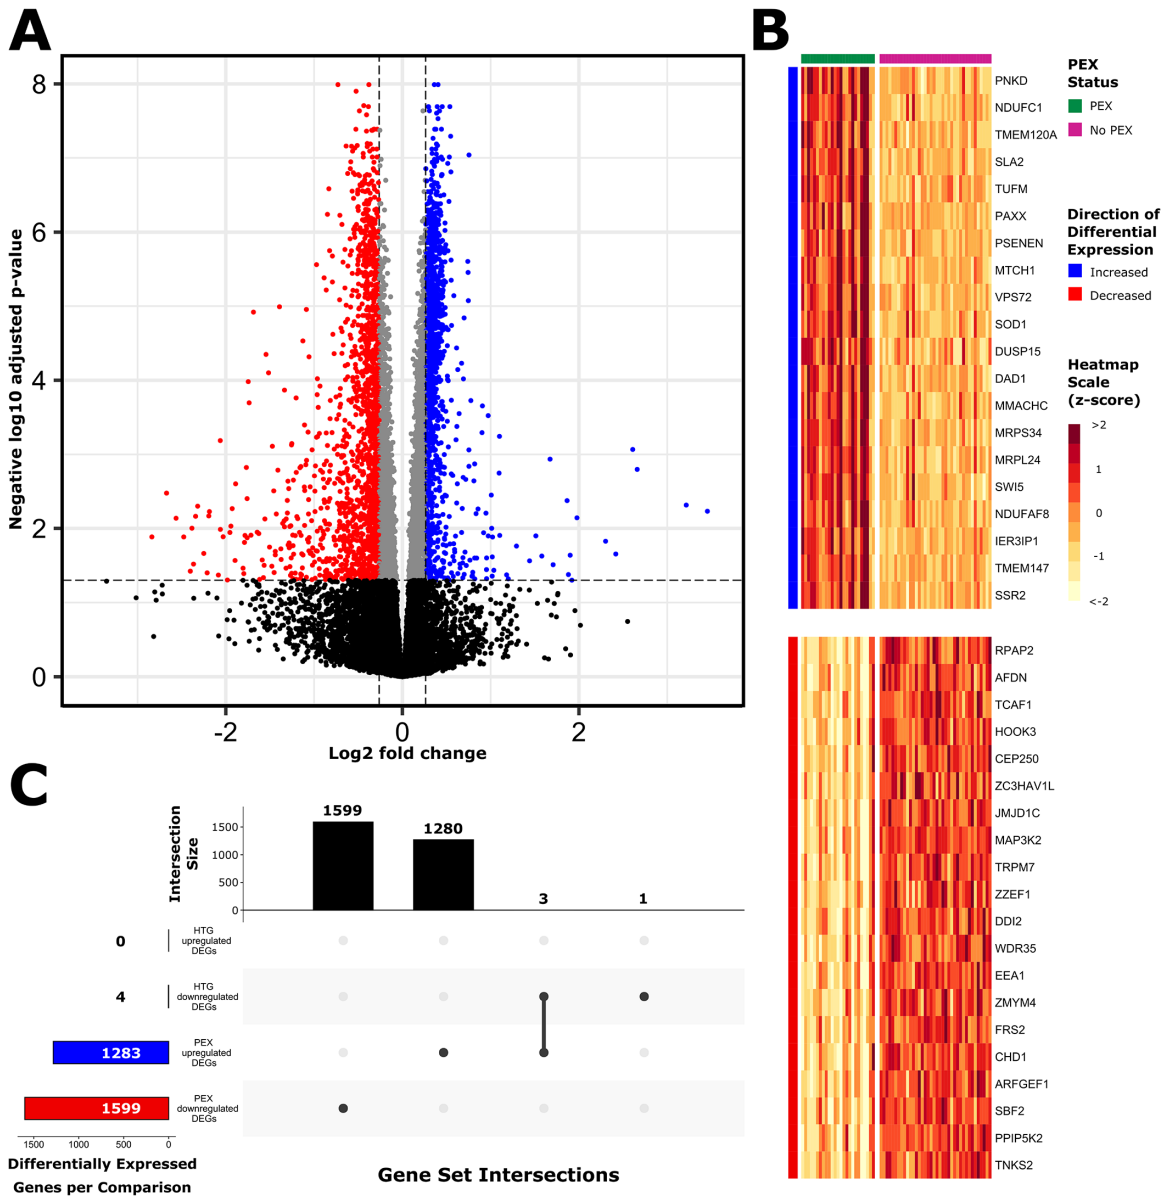 A
8
6
4
2
0
-2
0
2
Negative log10 adjusted p-value
Log2 fold change
B
PNKD
NDUFC1
TMEM120A
SLA2
TUFM
PAXX
PSENEN
MTCH1
VPS72
SOD1
DUSP15
DAD1
MMACHC
MRPS34
MRPL24
SWI5
NDUFAF8
IER3IP1
TMEM147
SSR2
RPAP2
AFDN
TCAF1
HOOK3
CEP250
ZC3HAV1L
JMJD1C
MAP3K2
TRPM7
ZZEF1
DDI2
WDR35
EEA1
ZMYM4
FRS2
CHD1
ARFGEF1
SBF2
PPIP5K2
TNKS2
PEX
Status
PEX
No PEX
Direction of
Differential
Expression
Increased
Decreased
Heatmap
Scale
(z-score)
>2
1
0
-1
<-2
C
Intersection
Size
1500
1000
500
0
1599
1280
3
1
0
HTG
upregulated
DEGs
4
HTG
downregulated
DEGs
1283
PEX
upregulated
DEGs
1599
PEX
downregulated
DEGs
1500
1000
500
0
Differentially Expressed
Genes per Comparison
Gene Set Intersections